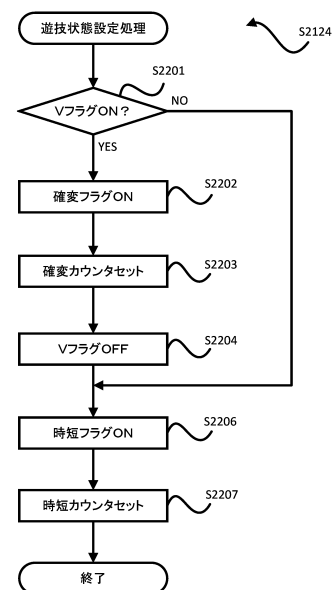 遊技状態設定処理
S2124
S2201
VフラグON？
NO
YES
S2202
確変フラグON
S2203
確変カウンタセット
S2204
VフラグOFF
S2206
時短フラグON
S2207
時短カウンタセット
終了